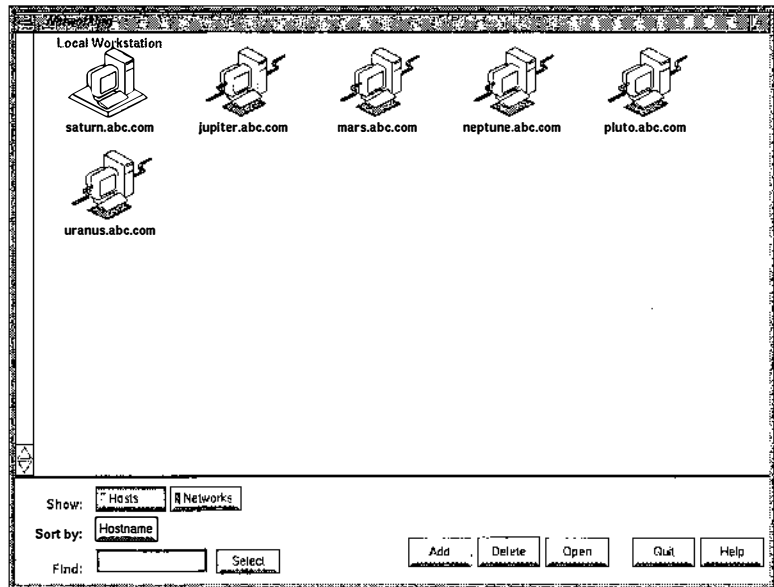 Local Workstation
saturn.abc.com
jupiter.abc.com
mars.abc.com
neptune.abc.com
pluto.abc.com
uranus.abc.com
Show: Hosts Networks
Sort by: Hostname
Find: Select
Add Delete Open Quit Help